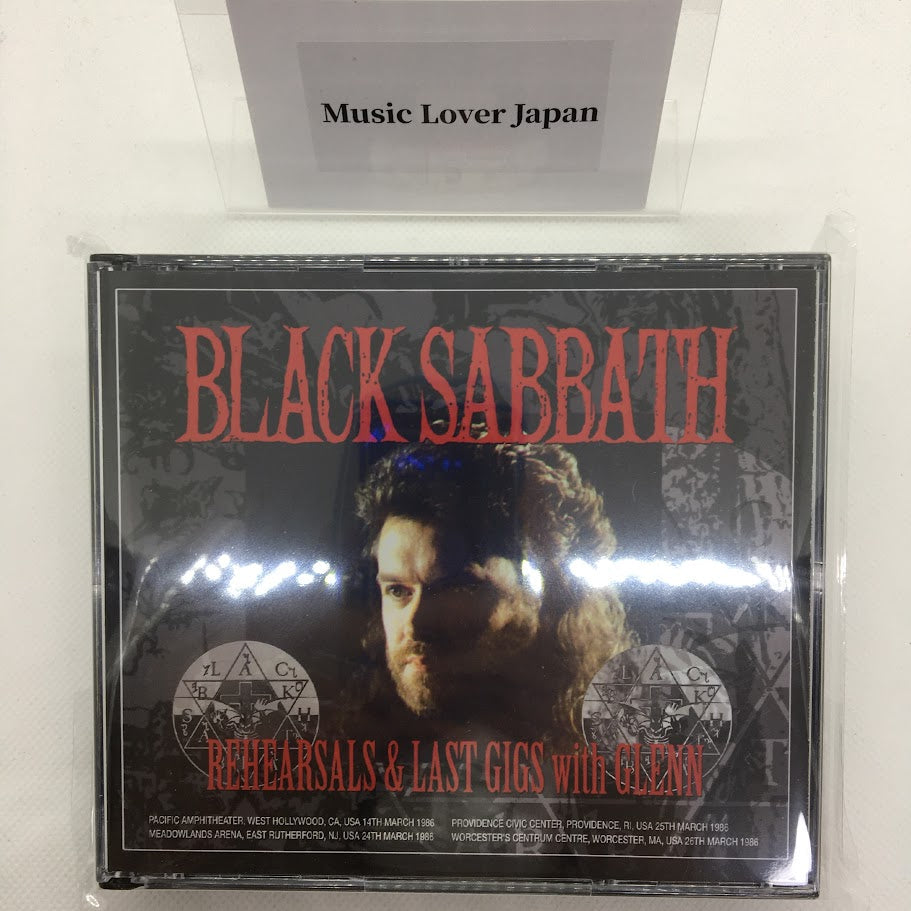 Music Lover Japan
BLACK SABBATH
REHEARSALS & LAST GIGS with GLENN
PACIFIC AMPHITHEATER, WEST HOLLYWOOD, CA, USA 14TH MARCH 1986
MEADOWLANDS ARENA, EAST RUTHERFORD, NJ, USA 24TH MARCH 1986
PROVIDENCE CIVIC CENTER, PROVIDENCE, RI, USA 25TH MARCH 1986
WORCESTER'S CENTRUM CENTRE, WORCESTER, MA, USA 26TH MARCH 1986